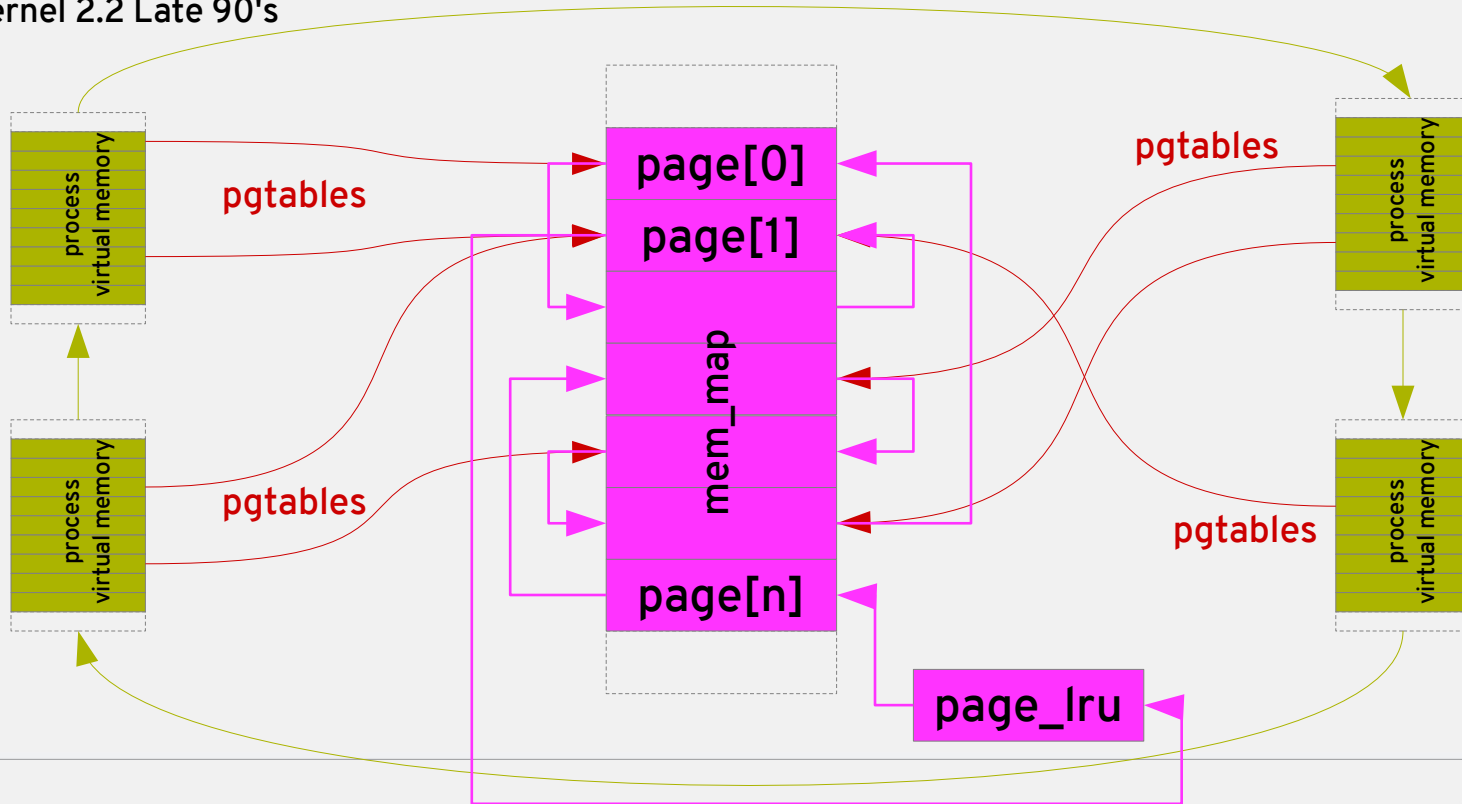 ernel 2.2 Late 90's
process
virtual memory
pgtables
page[0]
page[1]
pgtables
process
virtual memory
mem_map
process
virtual memory
pgtables
page[n]
pgtables
process
virtual memory
page_lru